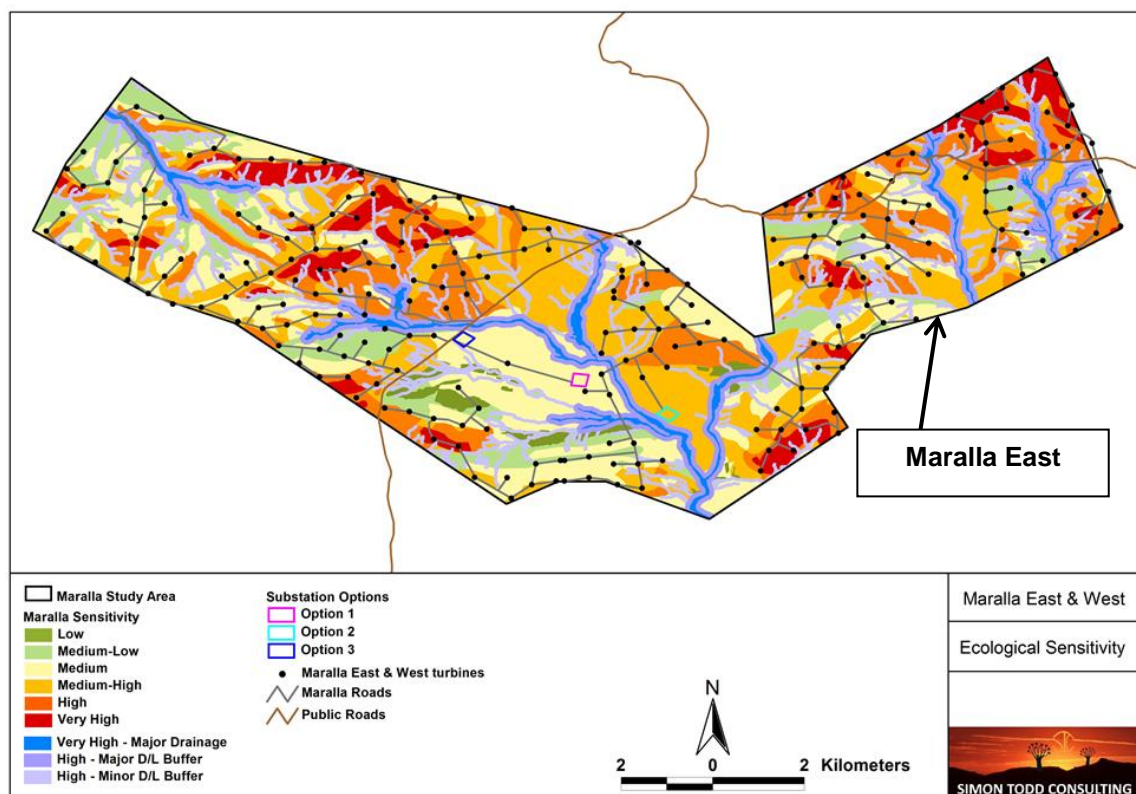 Maralla East
Maralla Study Area
Maralla Sensitivity
Low
Medium-Low
Medium
Medium-High
High
Very High
Very High - Major Drainage
High - Major D/L Buffer
High - Minor D/L Buffer
Substation Options
Option 1
Option 2
Option 3
Maralla East & West turbines
Maralla Roads
Public Roads
N
2 0 2 Kilometers
Maralla East & West
Ecological Sensitivity
SIMON TODD CONSULTING